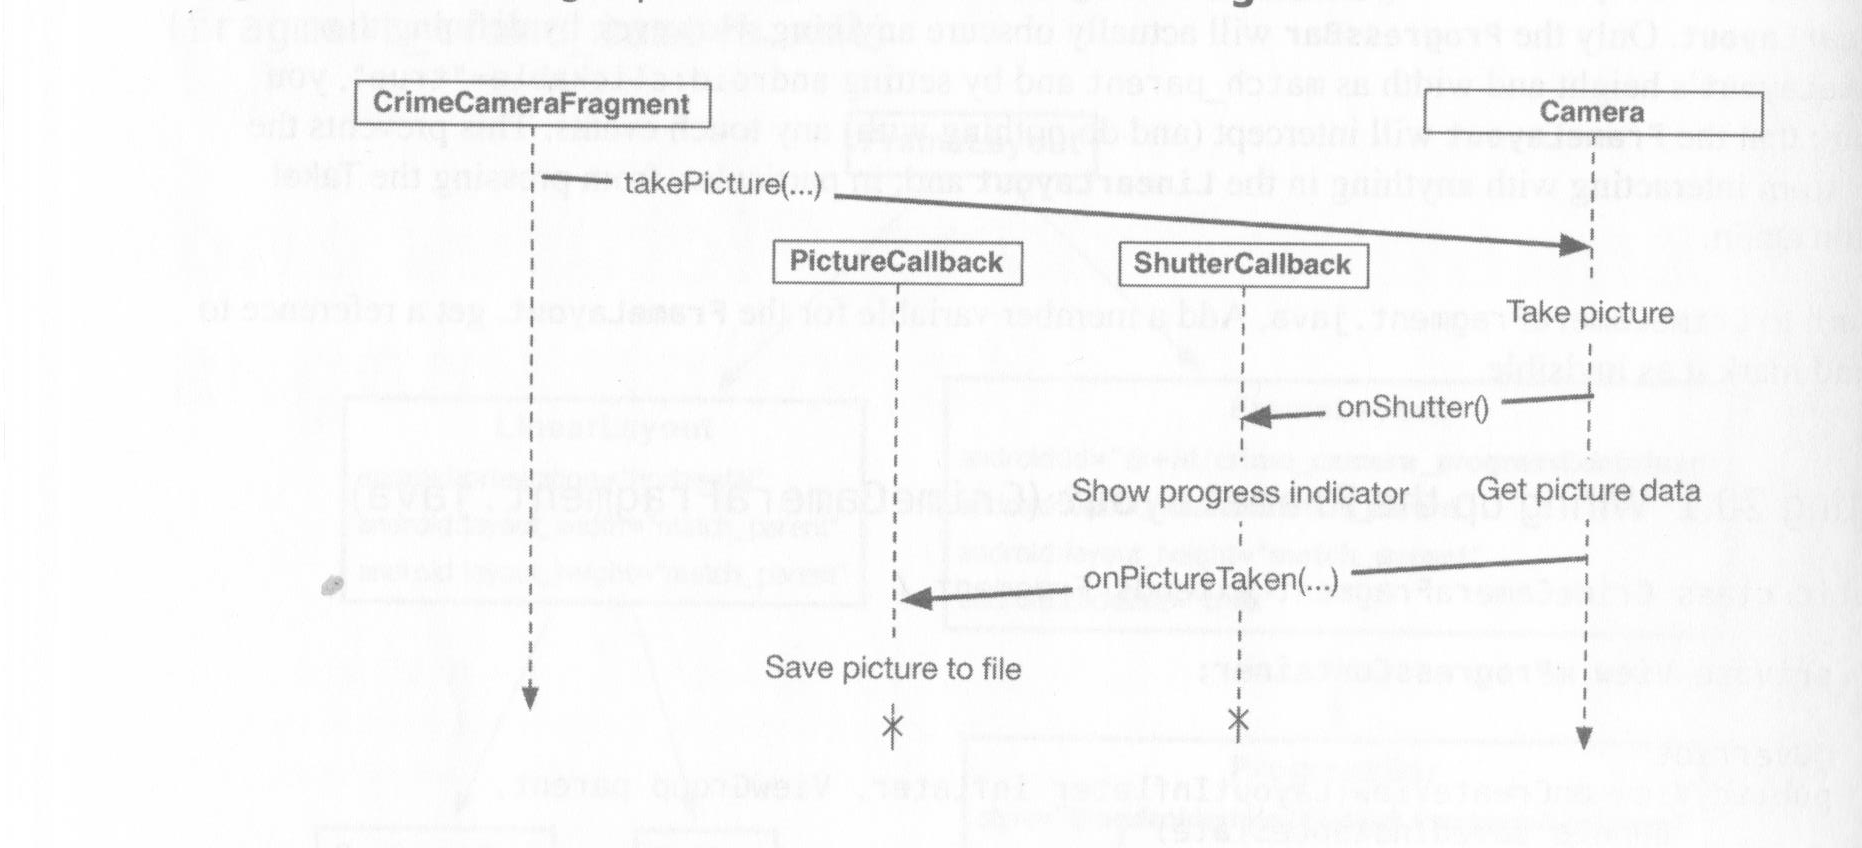 CrimeCameraFragment
Camera
takePicture(...)
PictureCallback
ShutterCallback
Take picture
onShutter()
Show progress indicator
Get picture data
onPictureTaken(...)
Save picture to file